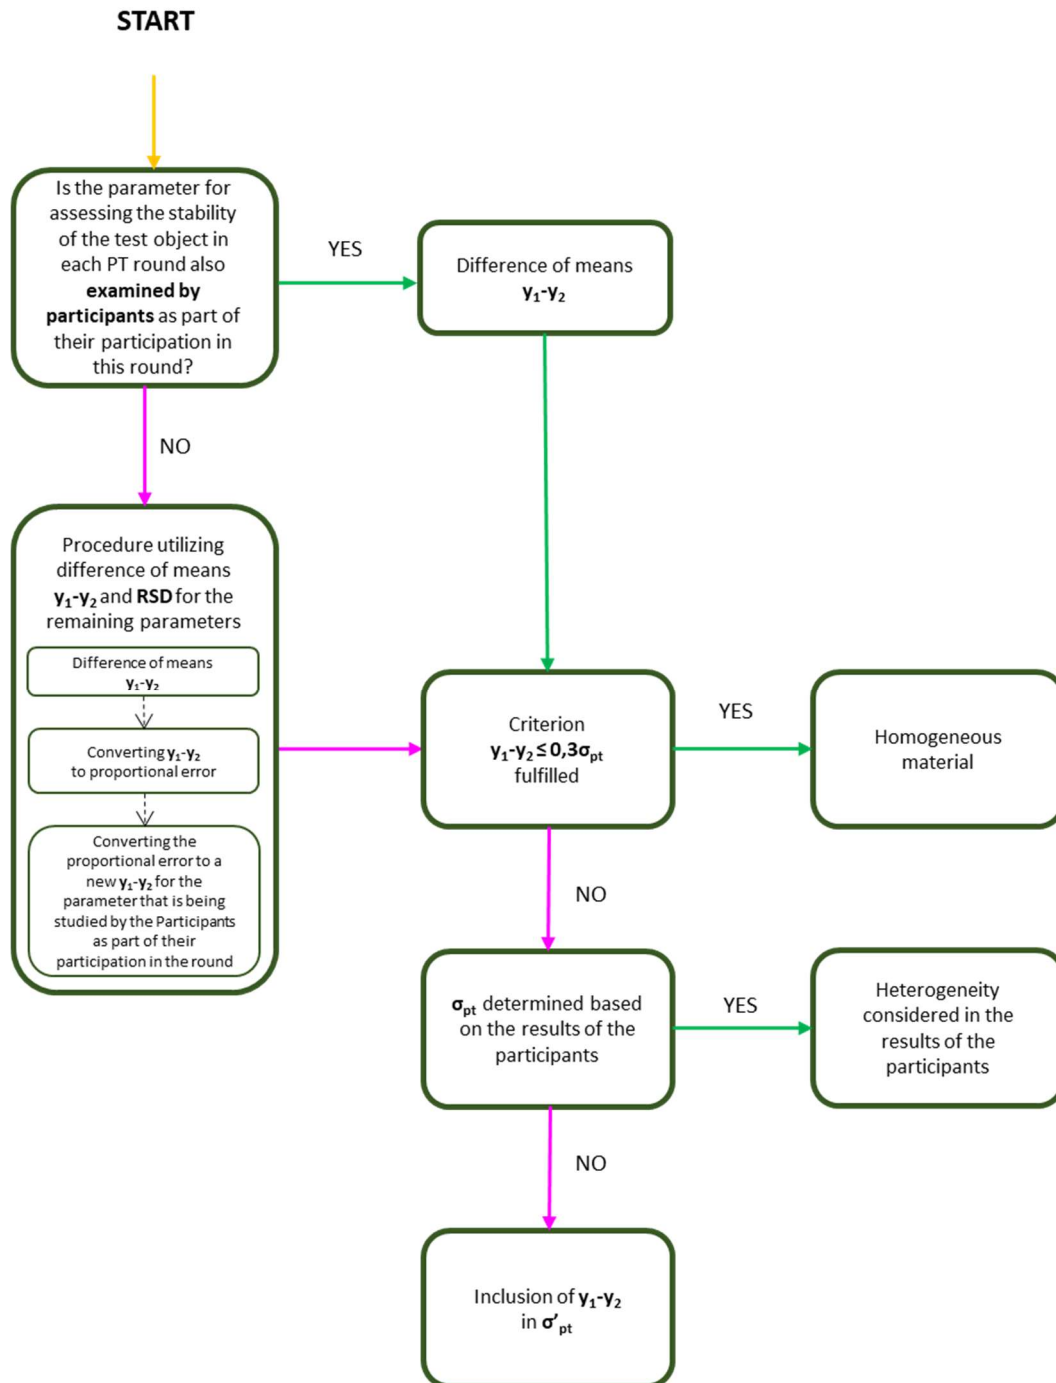 START
Is the parameter for
assessing the stability
of the test object in
each PT round also
examined by
participants as part of
their participation in
this round?
YES
Difference of means
y₁-y₂
NO
Procedure utilizing
difference of means
y₁-y₂ and RSD for the
remaining parameters
Difference of means
y₁-y₂
Converting y₁-y₂
to proportional error
Converting the
proportional error to a
new y₁-y₂ for the
parameter that is being
studied by the Participants
as part of their
participation in the round
Criterion
y₁-y₂ ≤ 0,3σpt
fulfilled
YES
Homogeneous
material
NO
σpt determined based
on the results of the
participants
YES
Heterogeneity
considered in the
results of the
participants
NO
Inclusion of y₁-y₂
in σ'pt